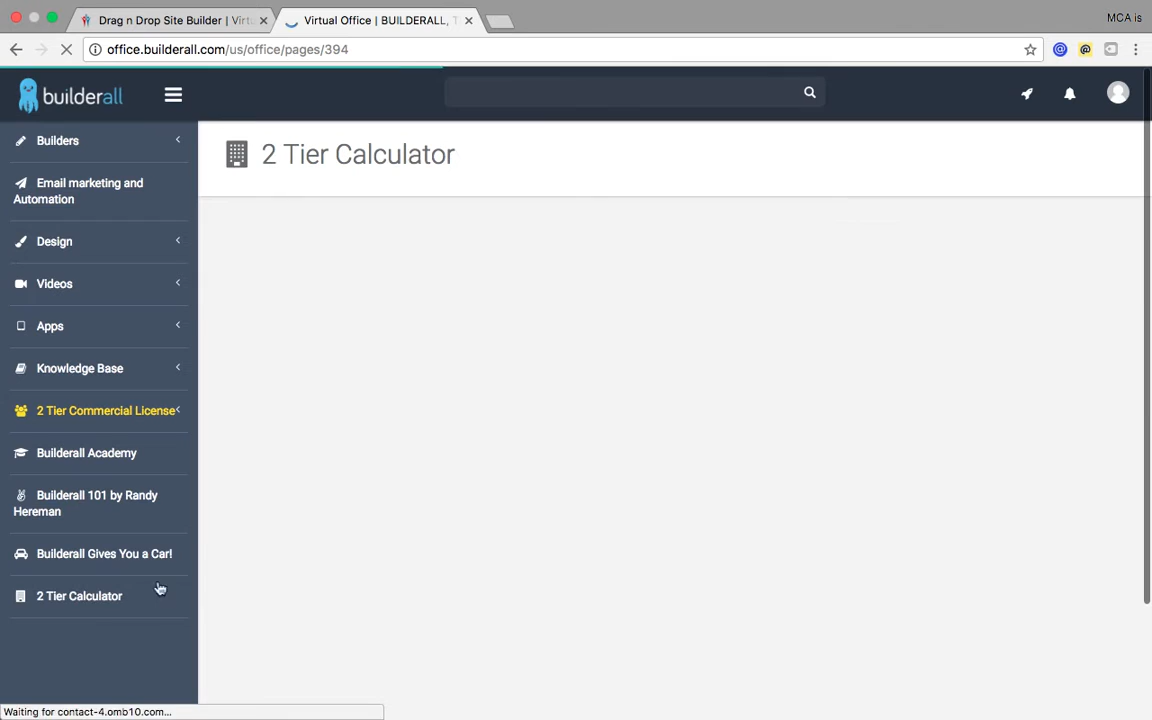 Drag n Drop Site Builder | Virtu
Virtual Office | BUILDERALL, T
MCA is
office.builderall.com/us/office/pages/394
builderall
2 Tier Calculator
Builders
Email marketing and
Automation
Design
Videos
Apps
Knowledge Base
2 Tier Commercial License
Builderall Academy
Builderall 101 by Randy
Hereman
Builderall Gives You a Car!
2 Tier Calculator
Waiting for contact-4.omb10.com...